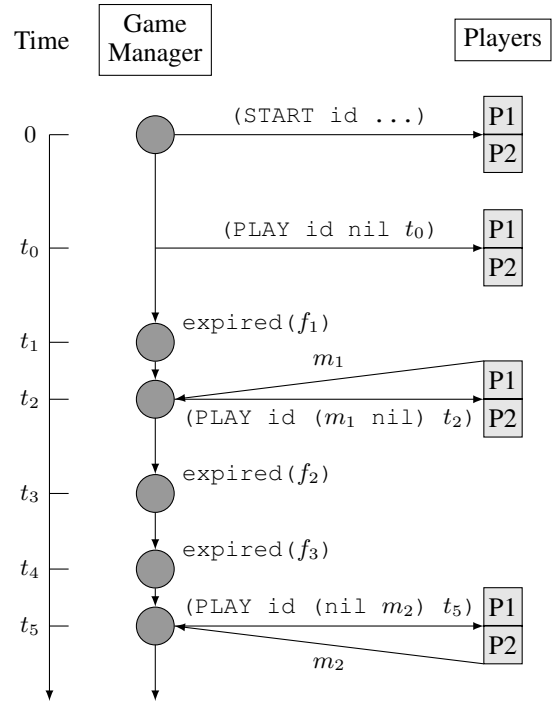 Time
Game
Manager
Players
0
(START id ...)
P1
P2
t₀
(PLAY id nil t₀)
P1
P2
t₁
expired(f₁)
m₁
P1
t₂
(PLAY id (m₁ nil) t₂)
P2
t₃
expired(f₂)
t₄
expired(f₃)
t₅
(PLAY id (nil m₂) t₅)
P1
P2
m₂